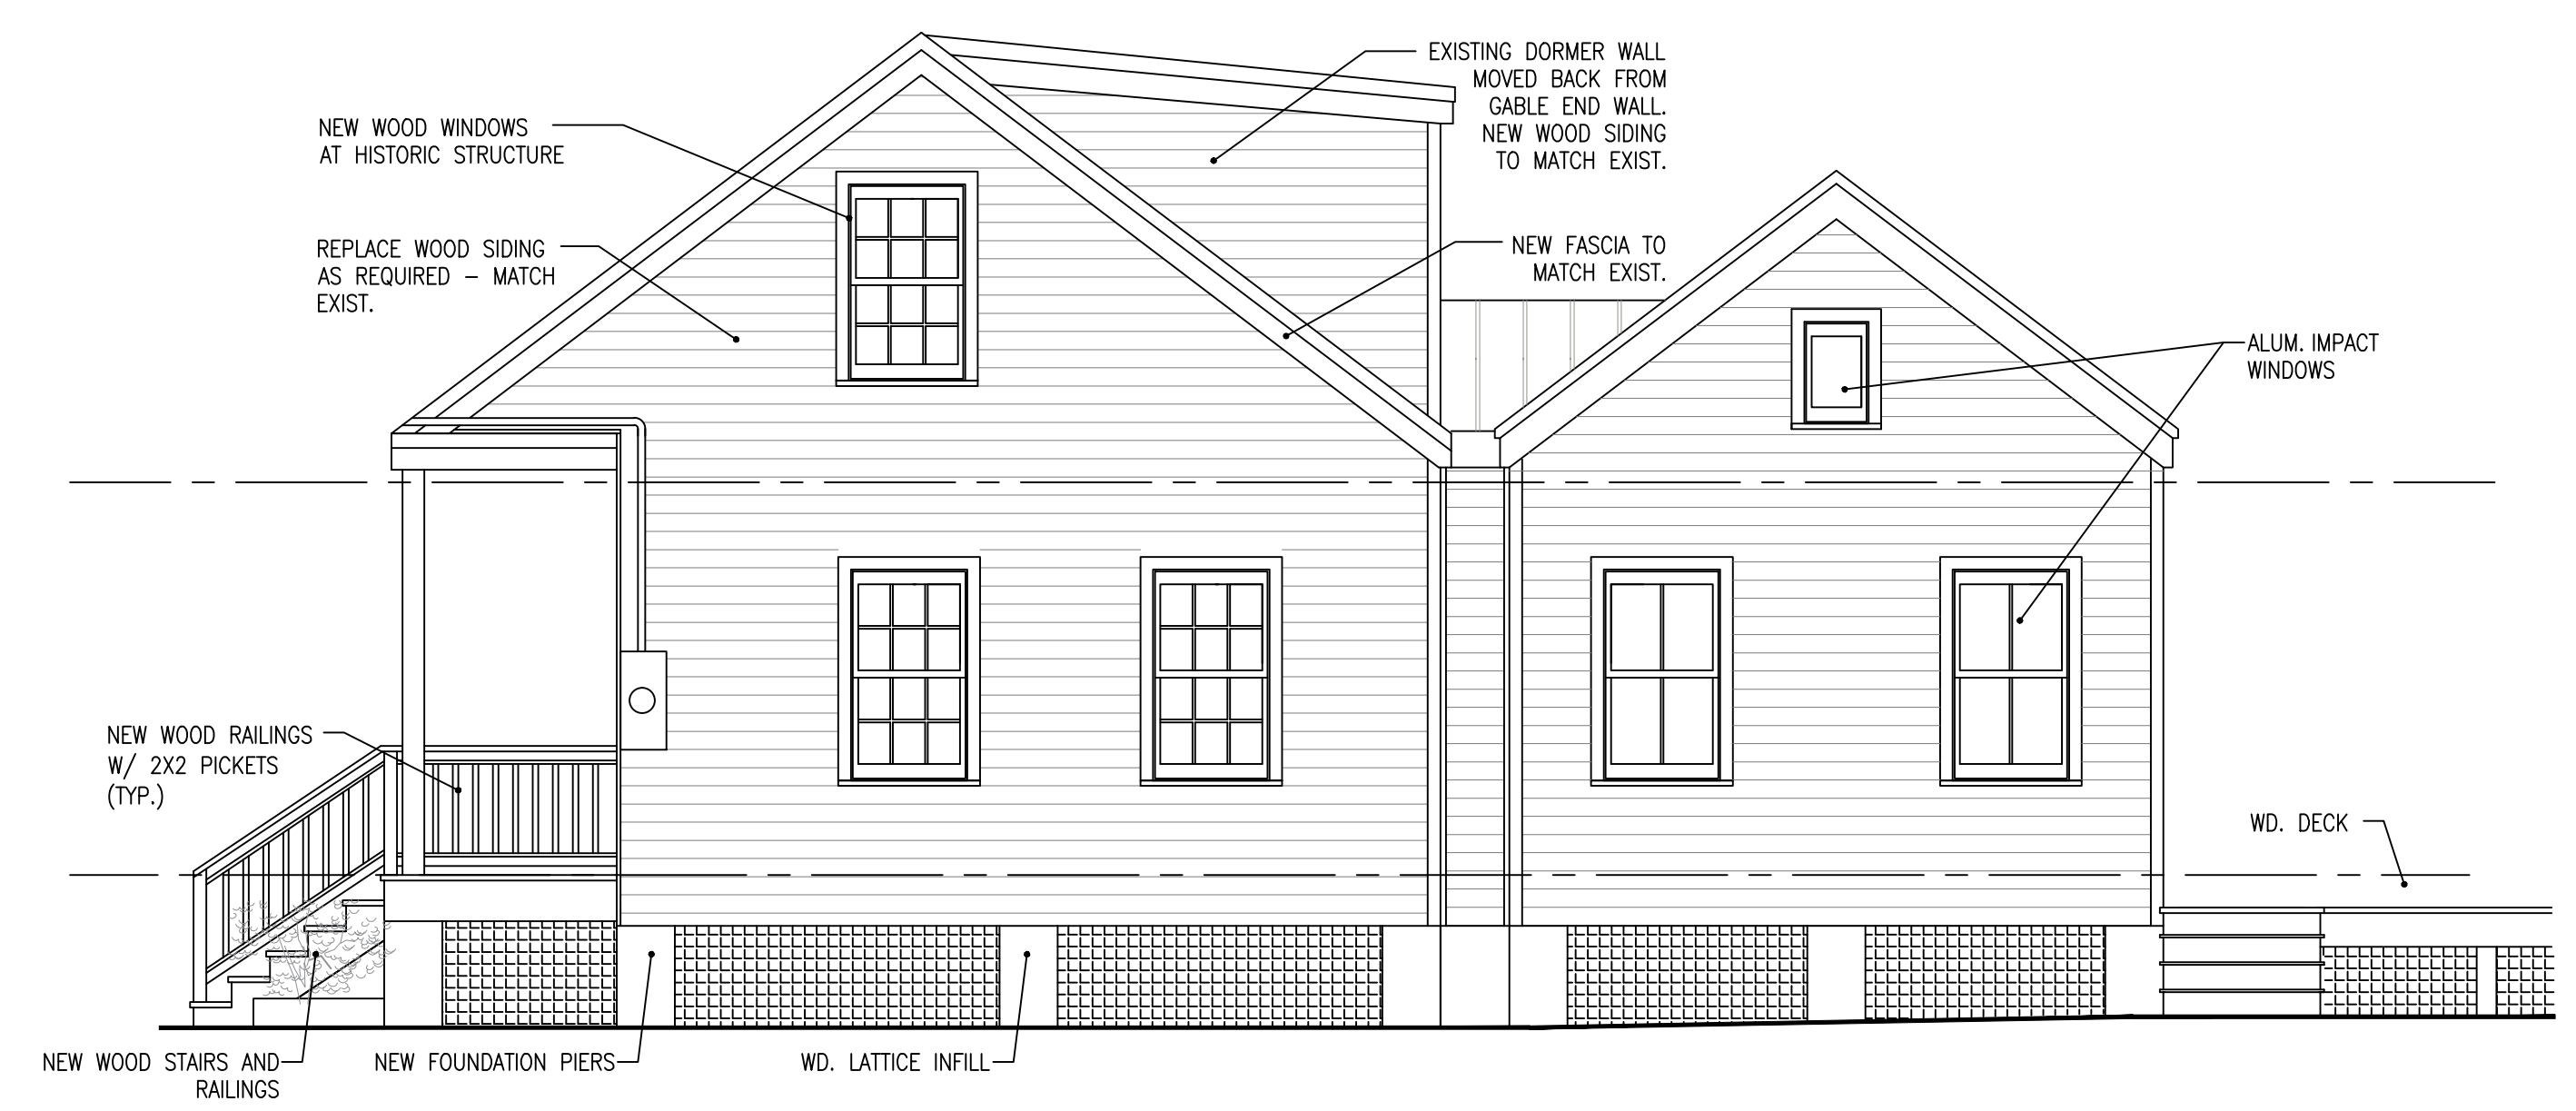 EXISTING DORMER WALL
MOVED BACK FROM
GABLE END WALL.
NEW WOOD SIDING
TO MATCH EXIST.
NEW WOOD WINDOWS
AT HISTORIC STRUCTURE
REPLACE WOOD SIDING
AS REQUIRED – MATCH
EXIST.
NEW FASCIA TO
MATCH EXIST.
ALUM. IMPACT
WINDOWS
NEW WOOD RAILINGS
W/ 2X2 PICKETS
(TYP.)
WD. DECK
NEW WOOD STAIRS AND
RAILINGS
NEW FOUNDATION PIERS
WD. LATTICE INFILL